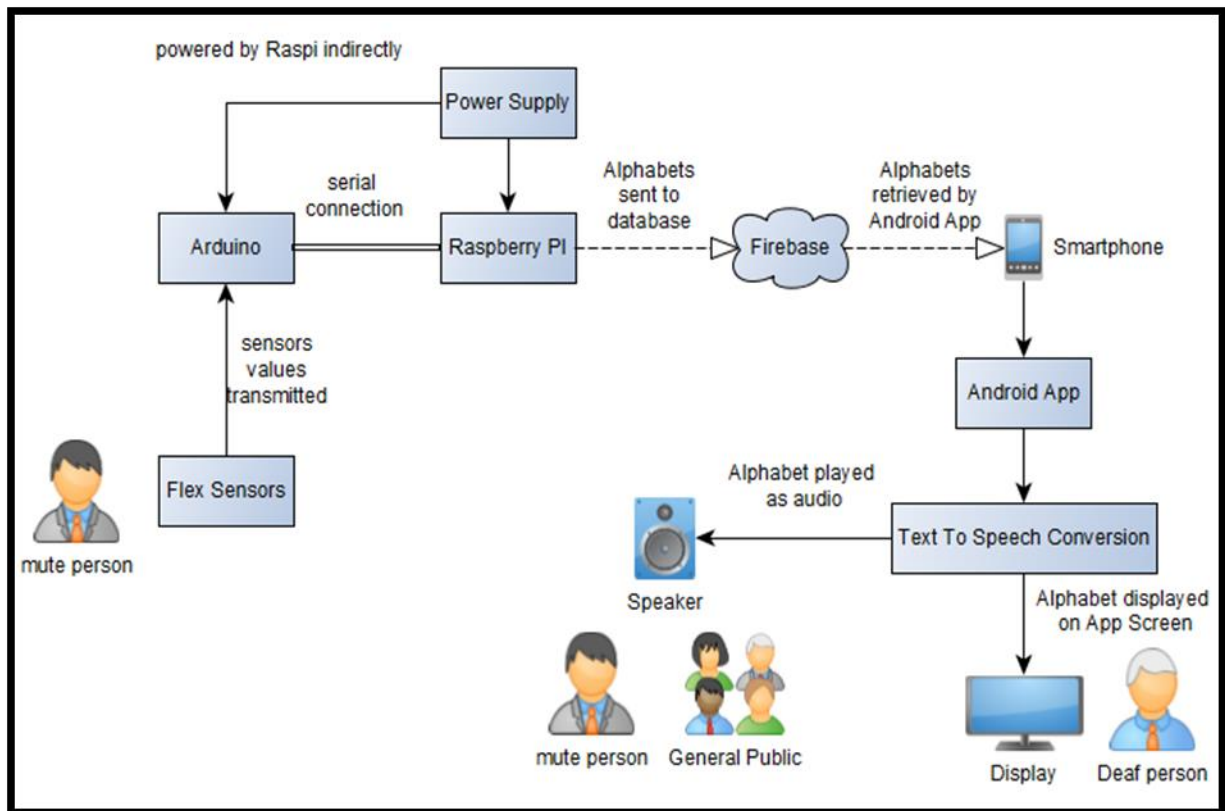 powered by Raspi indirectly
Power Supply
serial
connection
Alphabets
sent to
database
Alphabets
retrieved by
Android App
Arduino
Raspberry PI
Firebase
Smartphone
sensors
values
transmitted
Android App
Flex Sensors
mute person
Alphabet played
as audio
Text To Speech Conversion
Speaker
Alphabet displayed
on App Screen
mute person
General Public
Display
Deaf person